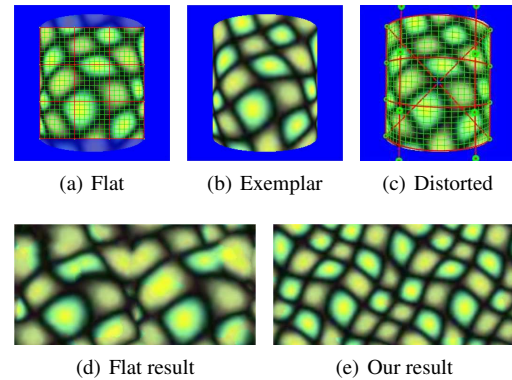 (a) Flat
(b) Exemplar
(c) Distorted
(d) Flat result
(e) Our result